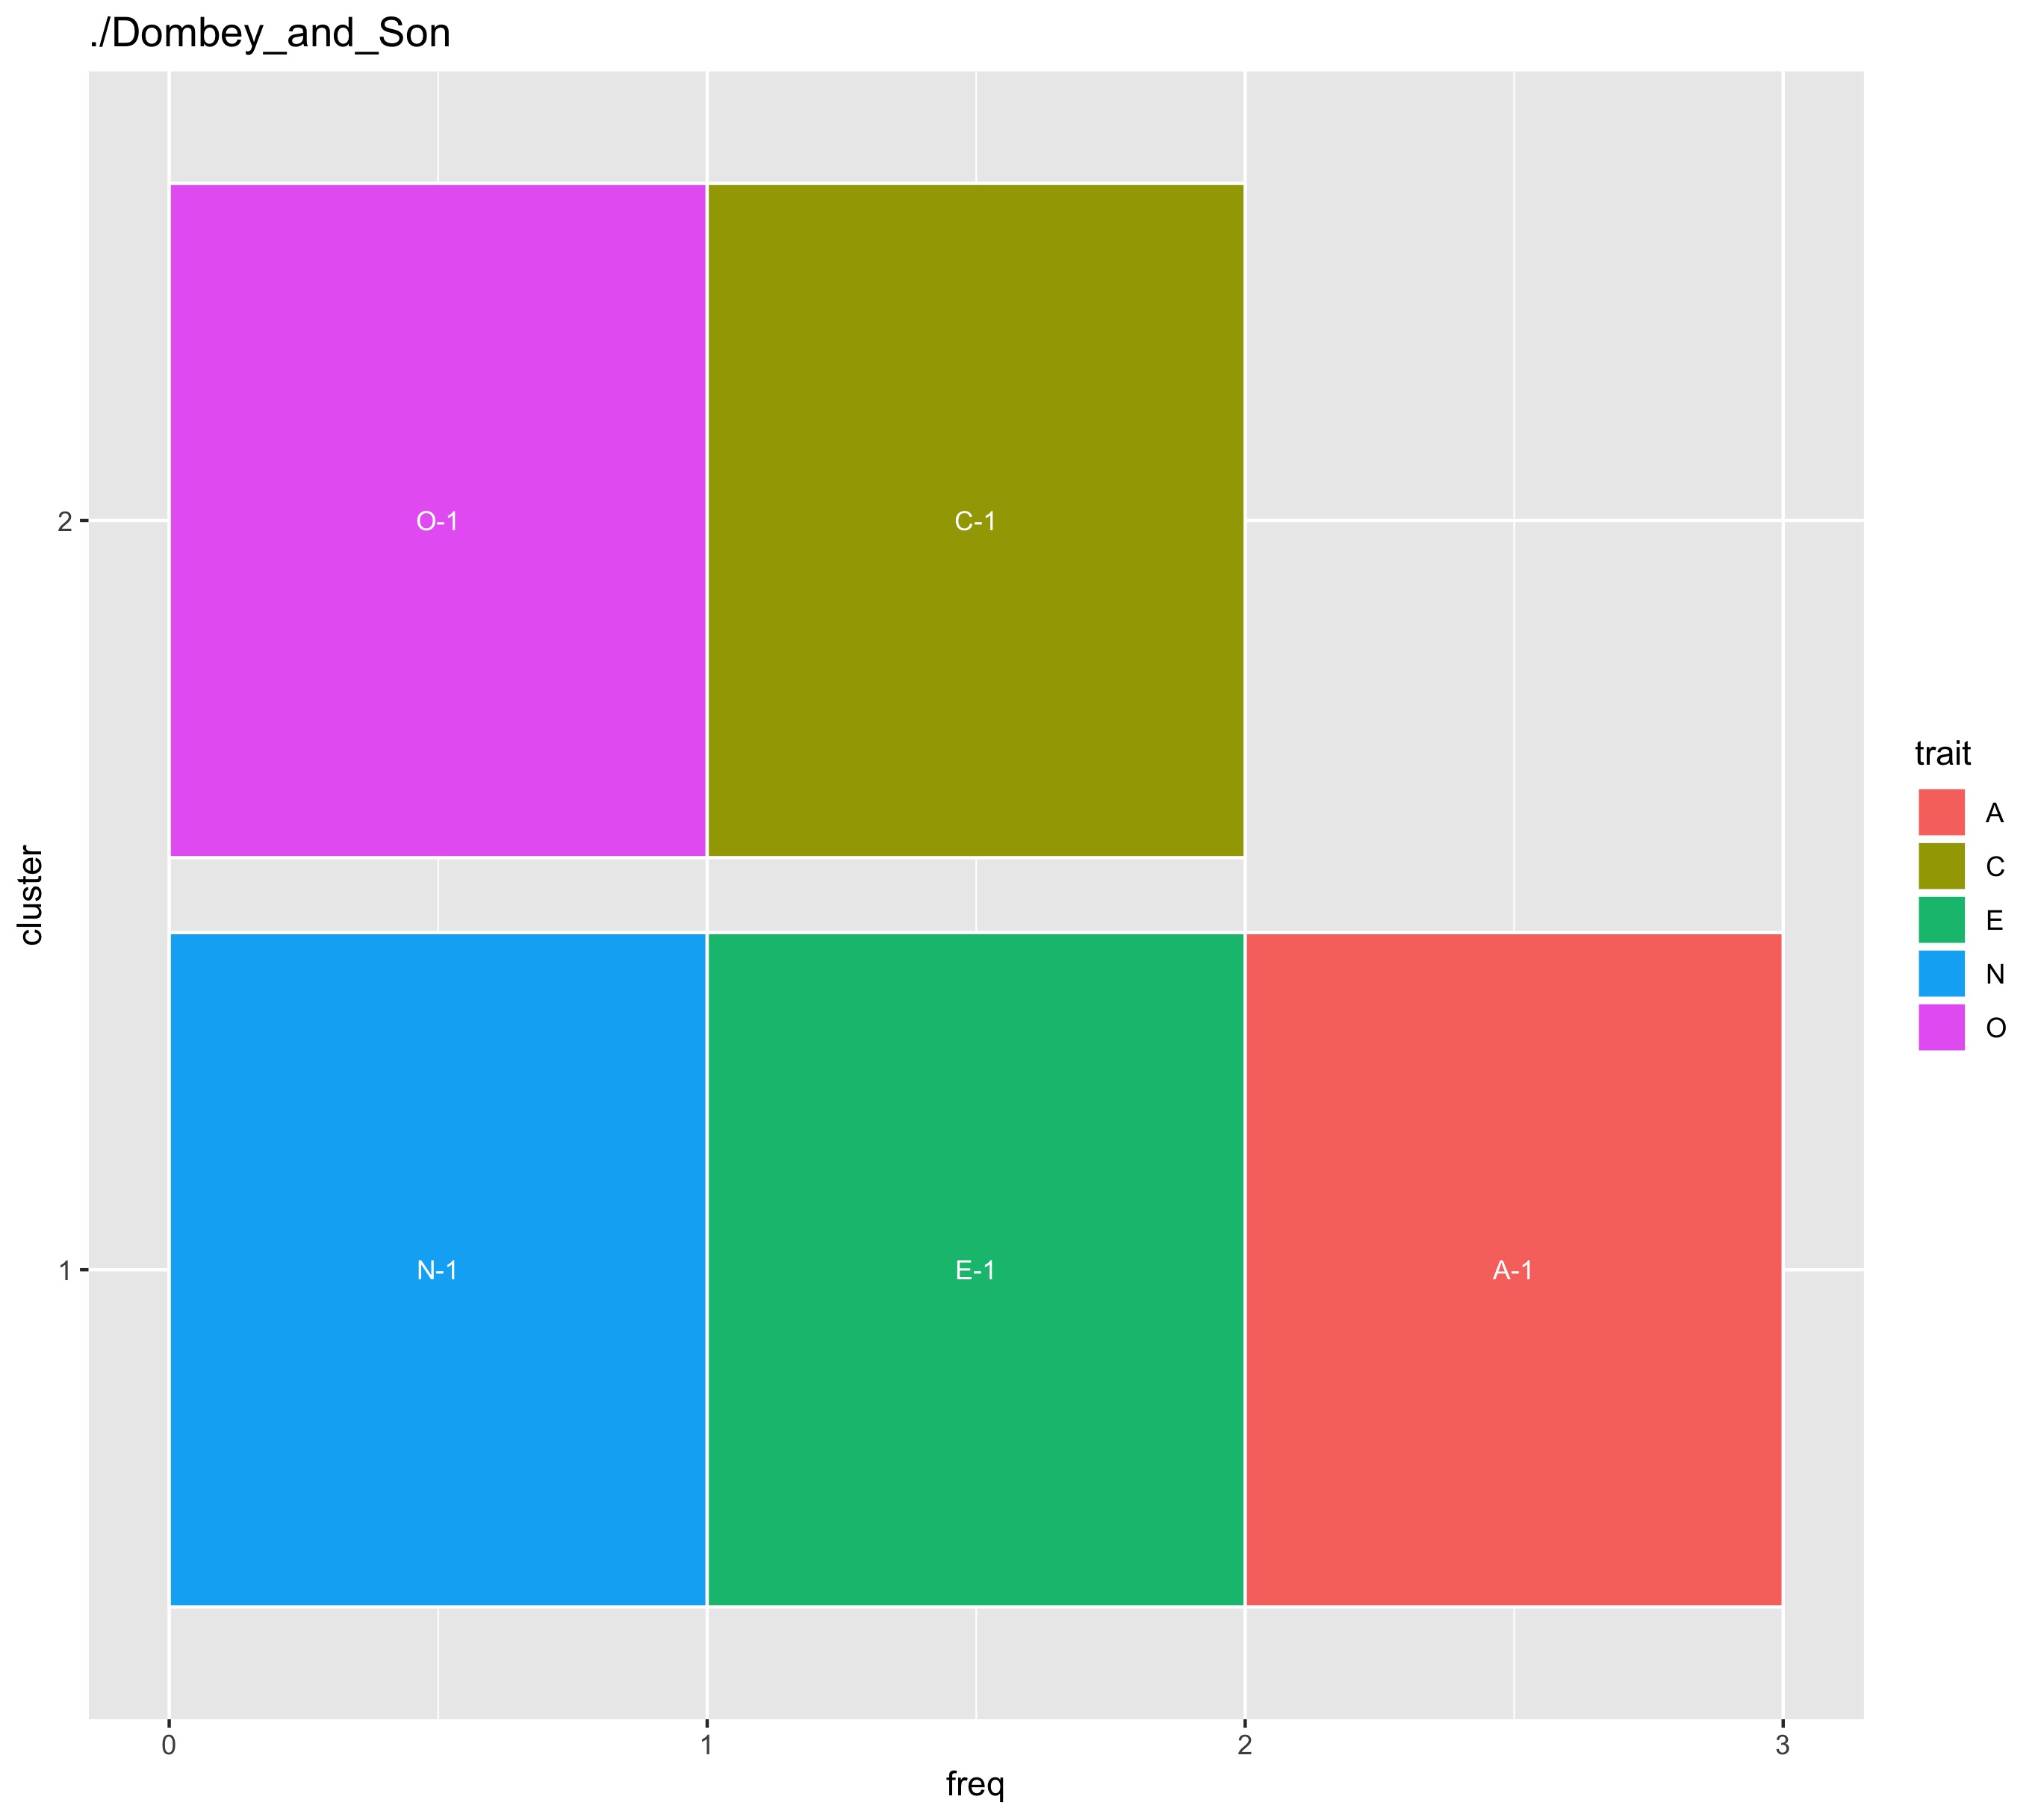 ./Dombey_and_Son
cluster
2
1
O-1
C-1
N-1
E-1
A-1
0
1
2
3
freq
trait
A
C
E
N
O